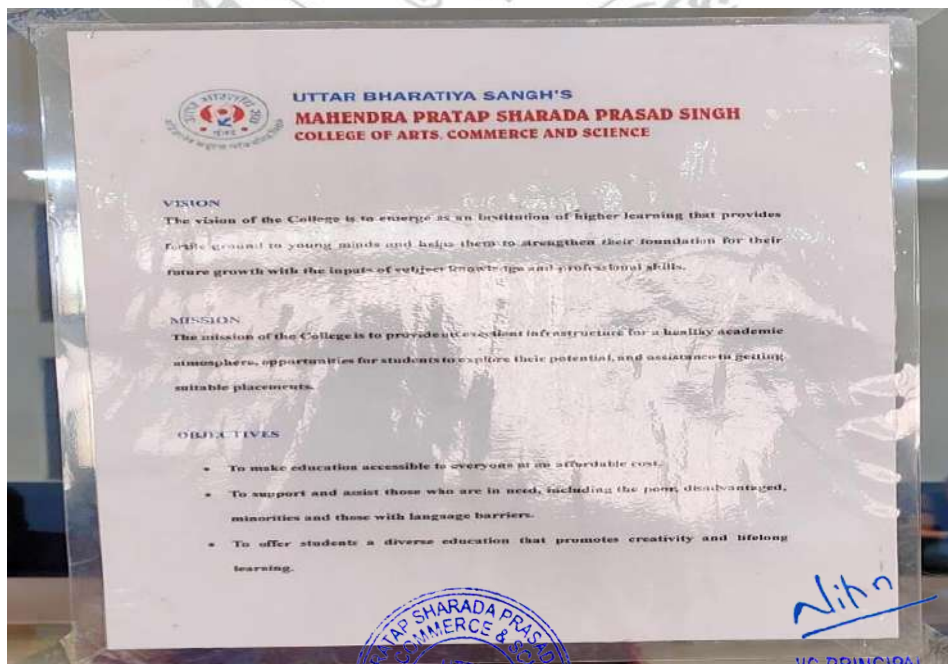 UTTAR BHARATIYA SANGH'S
MAHENDRA PRATAP SHARADA PRASAD SINGH
COLLEGE OF ARTS, COMMERCE AND SCIENCE
VISION
The vision of the College is to emerge as an institution of higher learning that provides
fertile ground to young minds and helps them to strengthen their foundation for their
future growth with the inputs of subject knowledge and professional skills.
MISSION
The mission of the College is to provide an excellent infrastructure for a healthy academic
atmosphere, opportunities for students to explore their potential, and assistance in getting
suitable placements.
OBJECTIVES
• To make education accessible to everyone at an affordable cost.
• To support and assist those who are in need, including the poor, disadvantaged,
minorities and those with language barriers.
• To offer students a diverse education that promotes creativity and lifelong
learning.
SHARADA
COMMERCE &
I/C PRINCIPAL